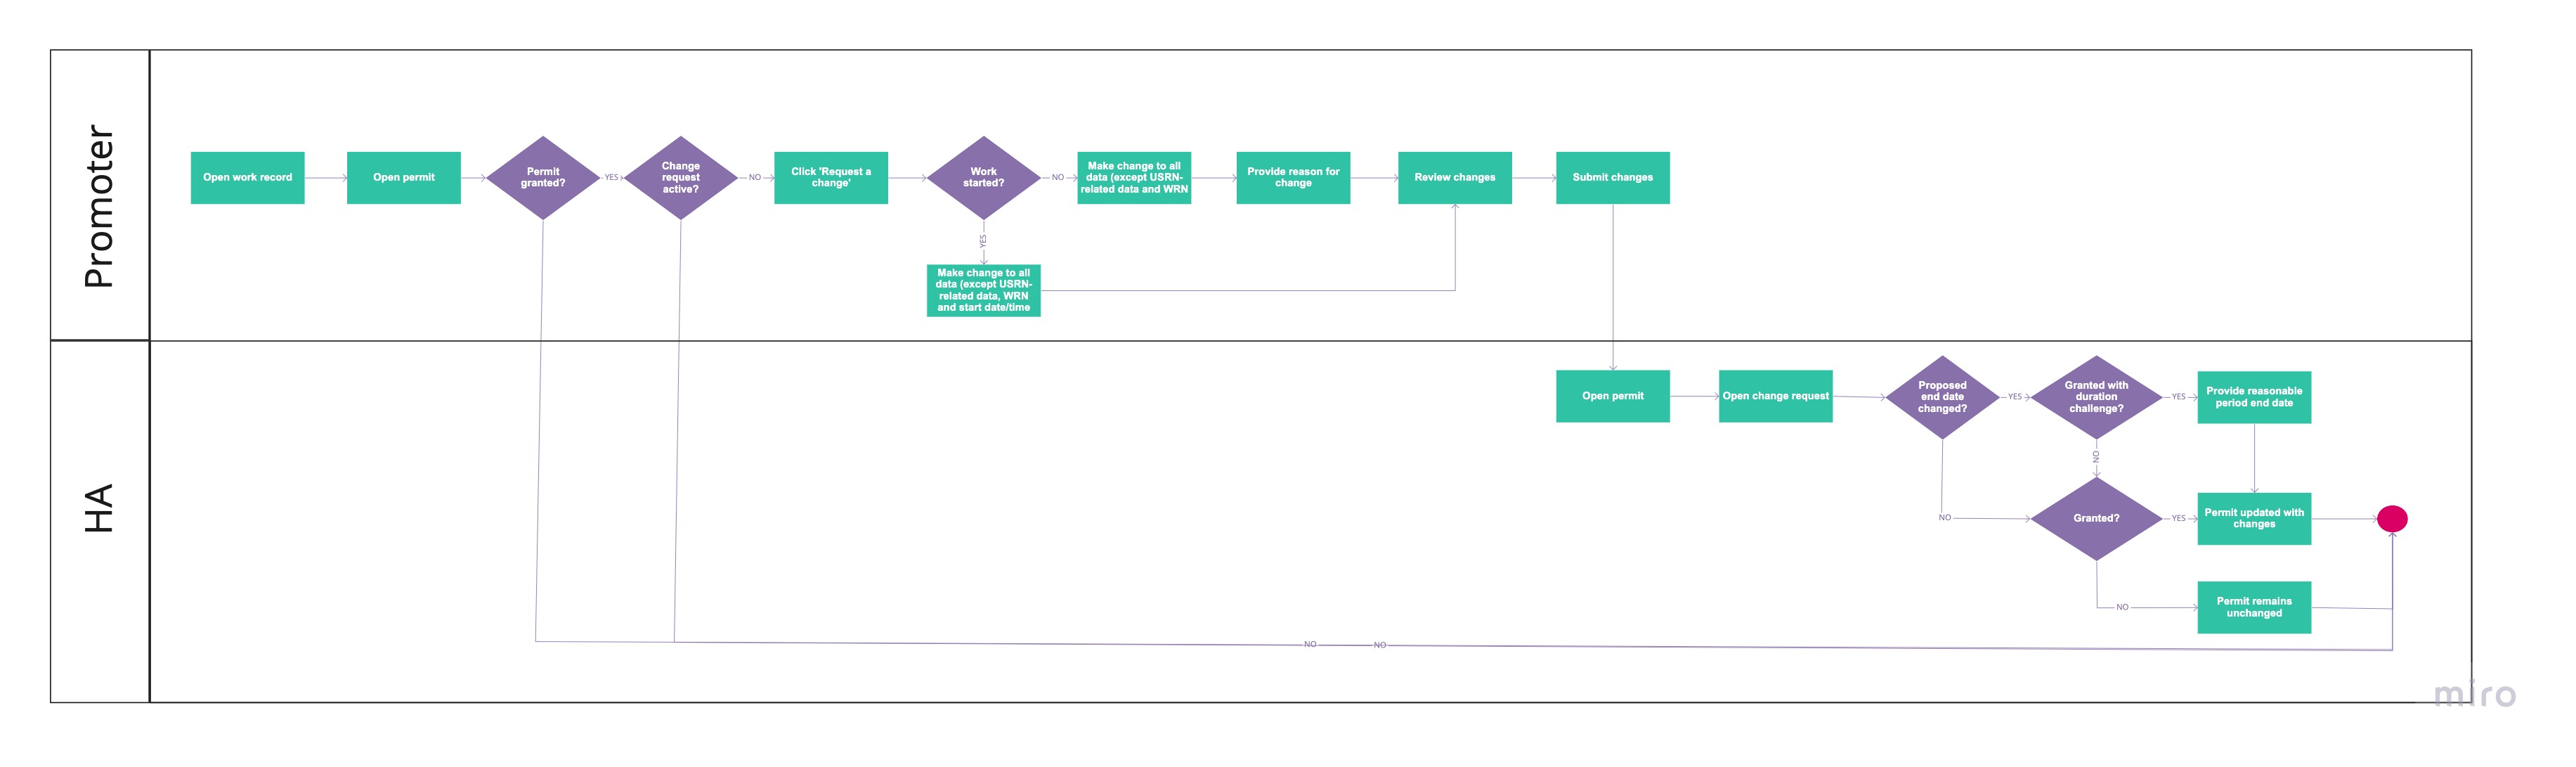 Promoter
Open work record
Open permit
Permit
granted?
YES
Change
request
active?
NO
Click 'Request a
change'
Work
started?
NO
Make change to all
data (except USRN-
related data and WRN
Provide reason for
change
Review changes
Submit changes
YES
Make change to all
data (except USRN-
related data, WRN
and start date/time
HA
Open permit
Open change request
Proposed
end date
changed?
YES
Granted with
duration
challenge?
YES
Provide reasonable
period end date
NO
NO
Granted?
YES
Permit updated with
changes
NO
Permit remains
unchanged
NO
NO
miro